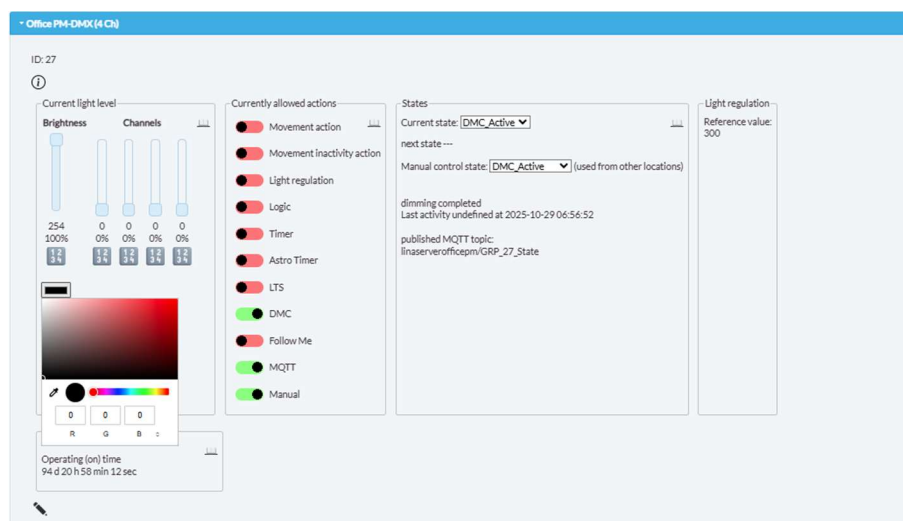 Office PM-DMX (4 Ch)
ID: 27
Current light level
Brightness Channels
254 0 0 0 0
100% 0% 0% 0% 0%
0 0 0
R G B
Operating (on) time
94 d 20 h 58 min 12 sec
Currently allowed actions
Movement action
Movement inactivity action
Light regulation
Logic
Timer
Astro Timer
LTS
DMC
Follow Me
MQTT
Manual
States
Current state: DMC_Active
next state ---
Manual control state: DMC_Active (used from other locations)
dimming completed
Last activity undefined at 2025-10-29 06:56:52
published MQTT topic:
linaserverofficepm/GRP_27_State
Light regulation
Reference value:
300